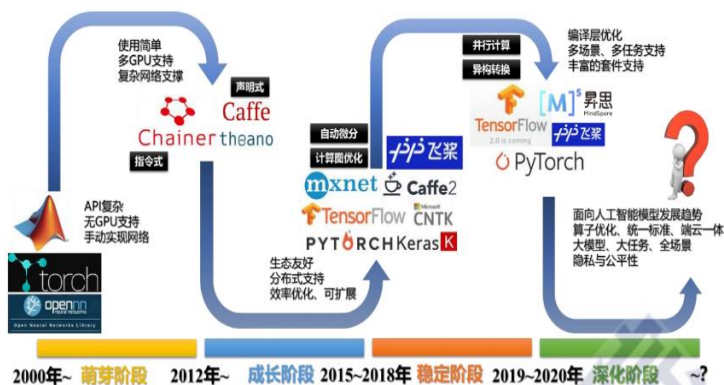 使用简单
多GPU支持
复杂网络支撑
声明式
Caffe
Chainer
theano
指令式
API复杂
无GPU支持
手动实现网络
torch
openn
neural networks
Open Neural Networks Library
自动微分
计算图优化
飞桨
mxnet
Caffe2
TensorFlow
Microsoft
CNTK
PYTORCH
Keras
K
生态友好
分布式支持
效率优化、可扩展
并行计算
异构转换
编译层优化
多场景、多任务支持
丰富的套件支持
TensorFlow
2.0 is coming
[M]s
昇思
MindSpore
飞桨
PyTorch
面向人工智能模型发展趋势
算子优化、统一标准、端云一体
大模型、大任务、全场景
隐私与公平性
2000年~ 萌芽阶段 2012年~ 成长阶段 2015~2018年 稳定阶段 2019~2020年 深化阶段 ~?